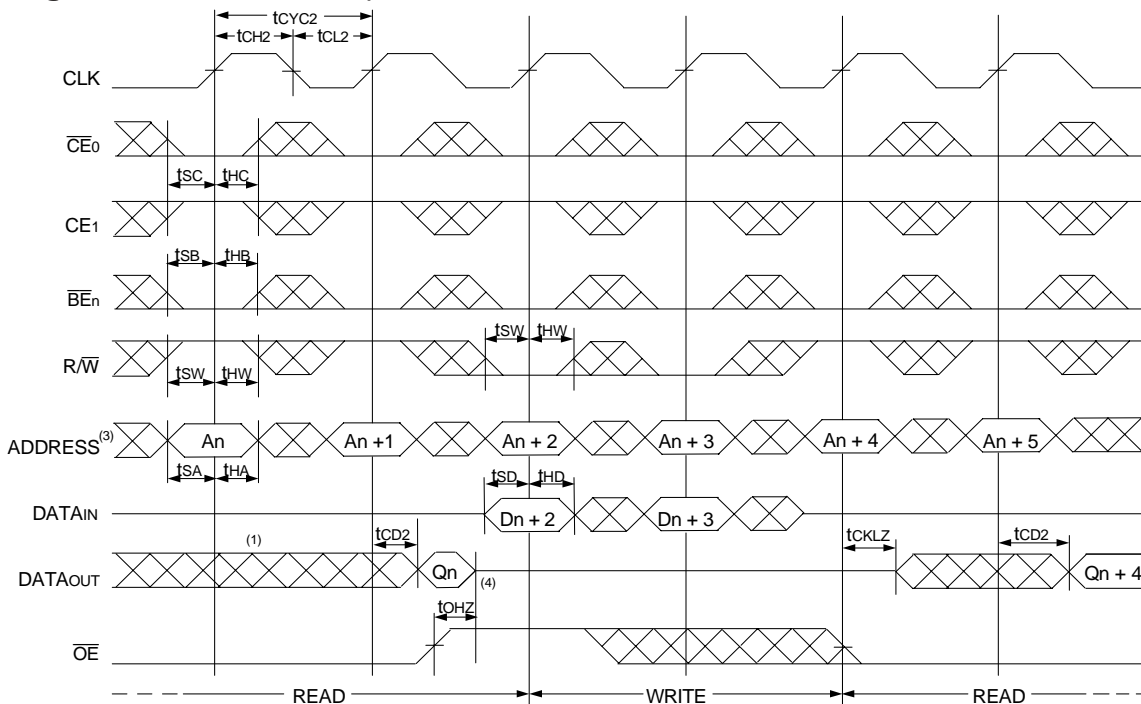 tCYC2
tCH2 tCL2
CLK
CE0
tSC tHC
CE1
tSB tHB
BEn
tSW tHW
R/W
tSW tHW
ADDRESS(3) An An +1 An + 2 An + 3 An + 4 An + 5
tSA tHA tSD tHD
DATAIN Dn + 2 Dn + 3
(1) tCD2 tCKLZ tCD2
DATAOUT Qn (4) Qn + 4
tOHZ
OE
READ WRITE READ